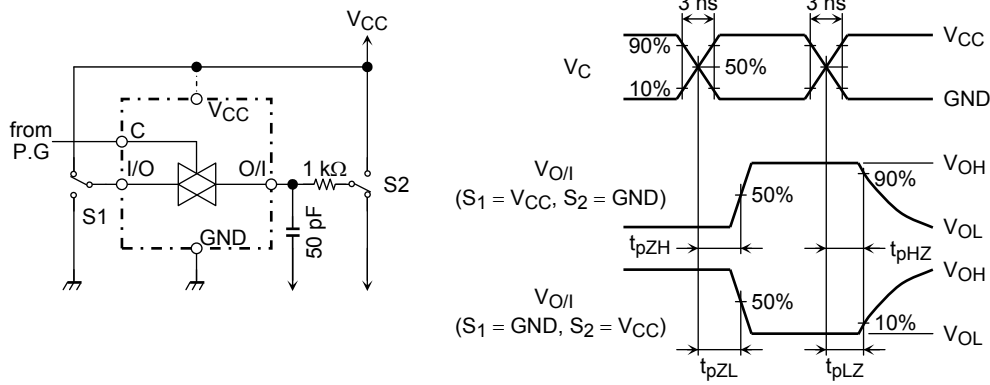 VCC
VCC
from
P.G
C
I/O
O/I
1 kΩ
S2
S1
GND
50 pF
3 ns
3 ns
VC
90%
10%
50%
VCC
GND
VO/I
(S1 = VCC, S2 = GND)
50%
VOH
90%
VOL
tpZH
tpHZ
VO/I
(S1 = GND, S2 = VCC)
50%
VOH
10%
VOL
tpZL
tpLZ